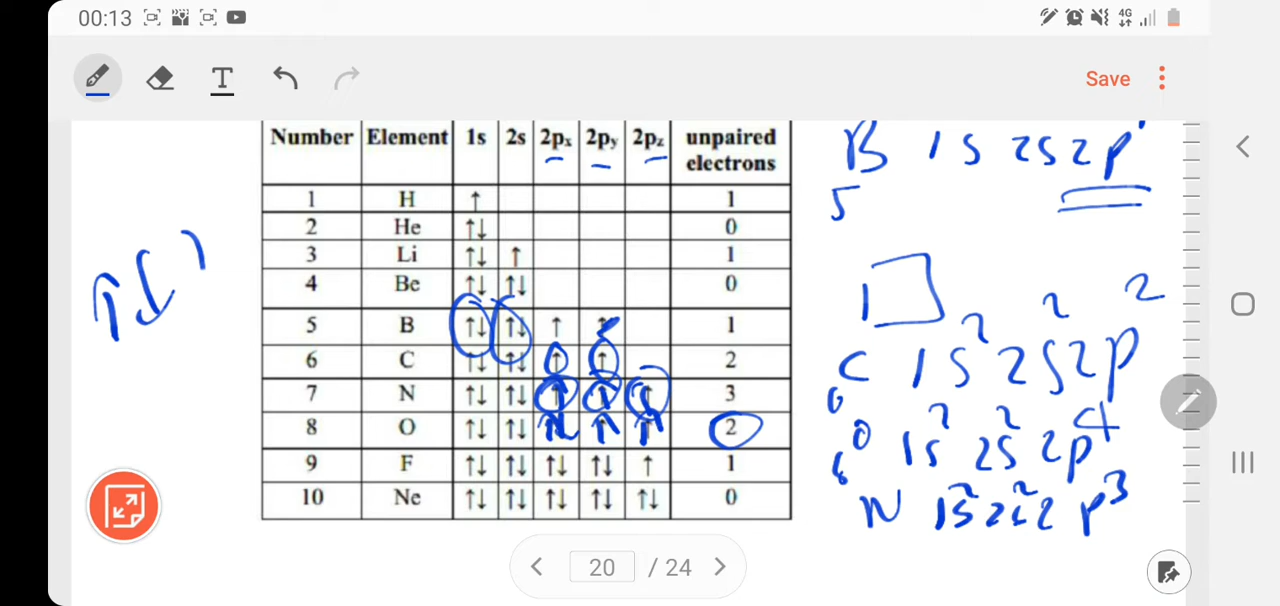 00:13 4G
T Save
Number Element 1s 2s 2px 2py 2pz unpaired electrons
1 H ↑ 1
2 He ↑↓ 0
3 Li ↑↓ ↑ 1
4 Be ↑↓ ↑↓ 0
5 B ↑↓ ↑↓ ↑ 1
6 C ↑↓ ↑↓ ↑ ↑ 2
7 N ↑↓ ↑↓ ↑ ↑ ↑ 3
8 O ↑↓ ↑↓ ↑↓ ↑ ↑ 2
9 F ↑↓ ↑↓ ↑↓ ↑↓ ↑ 1
10 Ne ↑↓ ↑↓ ↑↓ ↑↓ ↑↓ 0
B 1s 2s 2p¹
5
C 1s² 2s² 2p²
6
O 1s² 2s² 2p⁴
N 1s² 2s² 2p³
20 / 24